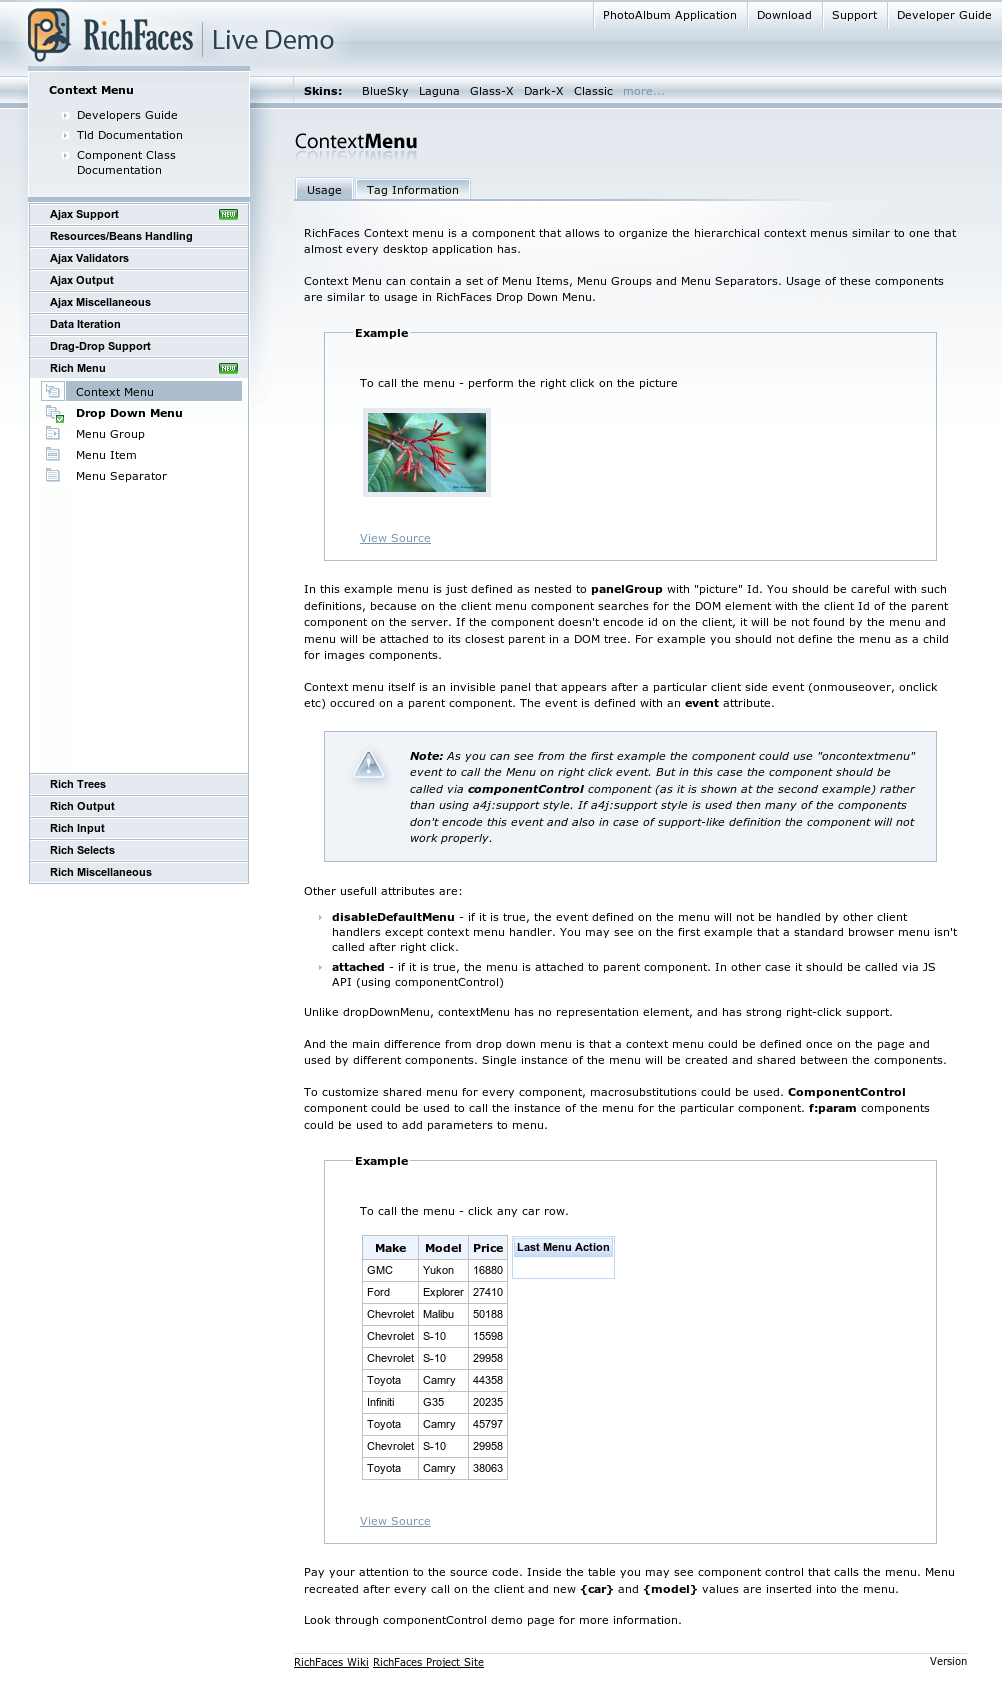 PhotoAlbum Application Download Support Developer Guide
RichFaces Live Demo
Context Menu
Developers Guide
Tld Documentation
Component Class
Documentation
Skins: BlueSky Laguna Glass-X Dark-X Classic more...
ContextMenu
Usage Tag Information
Ajax Support NEW
Resources/Beans Handling
Ajax Validators
Ajax Output
Ajax Miscellaneous
Data Iteration
Drag-Drop Support
Rich Menu NEW
Context Menu
Drop Down Menu
Menu Group
Menu Item
Menu Separator
Rich Trees
Rich Output
Rich Input
Rich Selects
Rich Miscellaneous
RichFaces Context menu is a component that allows to organize the hierarchical context menus similar to one that
almost every desktop application has.
Context Menu can contain a set of Menu Items, Menu Groups and Menu Separators. Usage of these components
are similar to usage in RichFaces Drop Down Menu.
Example
To call the menu - perform the right click on the picture
View Source
In this example menu is just defined as nested to panelGroup with "picture" Id. You should be careful with such
definitions, because on the client menu component searches for the DOM element with the client Id of the parent
component on the server. If the component doesn't encode id on the client, it will be not found by the menu and
menu will be attached to its closest parent in a DOM tree. For example you should not define the menu as a child
for images components.
Context menu itself is an invisible panel that appears after a particular client side event (onmouseover, onclick
etc) occured on a parent component. The event is defined with an event attribute.
Note: As you can see from the first example the component could use "oncontextmenu"
event to call the Menu on right click event. But in this case the component should be
called via componentControl component (as it is shown at the second example) rather
than using a4j:support style. If a4j:support style is used then many of the components
don't encode this event and also in case of support-like definition the component will not
work properly.
Other usefull attributes are:
disableDefaultMenu - if it is true, the event defined on the menu will not be handled by other client
handlers except context menu handler. You may see on the first example that a standard browser menu isn't
called after right click.
attached - if it is true, the menu is attached to parent component. In other case it should be called via JS
API (using componentControl)
Unlike dropDownMenu, contextMenu has no representation element, and has strong right-click support.
And the main difference from drop down menu is that a context menu could be defined once on the page and
used by different components. Single instance of the menu will be created and shared between the components.
To customize shared menu for every component, macrosubstitutions could be used. ComponentControl
component could be used to call the instance of the menu for the particular component. f:param components
could be used to add parameters to menu.
Example
To call the menu - click any car row.
Make Model Price Last Menu Action
GMC Yukon 16880
Ford Explorer 27410
Chevrolet Malibu 50188
Chevrolet S-10 15598
Chevrolet S-10 29958
Toyota Camry 44358
Infiniti G35 20235
Toyota Camry 45797
Chevrolet S-10 29958
Toyota Camry 38063
View Source
Pay your attention to the source code. Inside the table you may see component control that calls the menu. Menu
recreated after every call on the client and new {car} and {model} values are inserted into the menu.
Look through componentControl demo page for more information.
RichFaces Wiki RichFaces Project Site Version